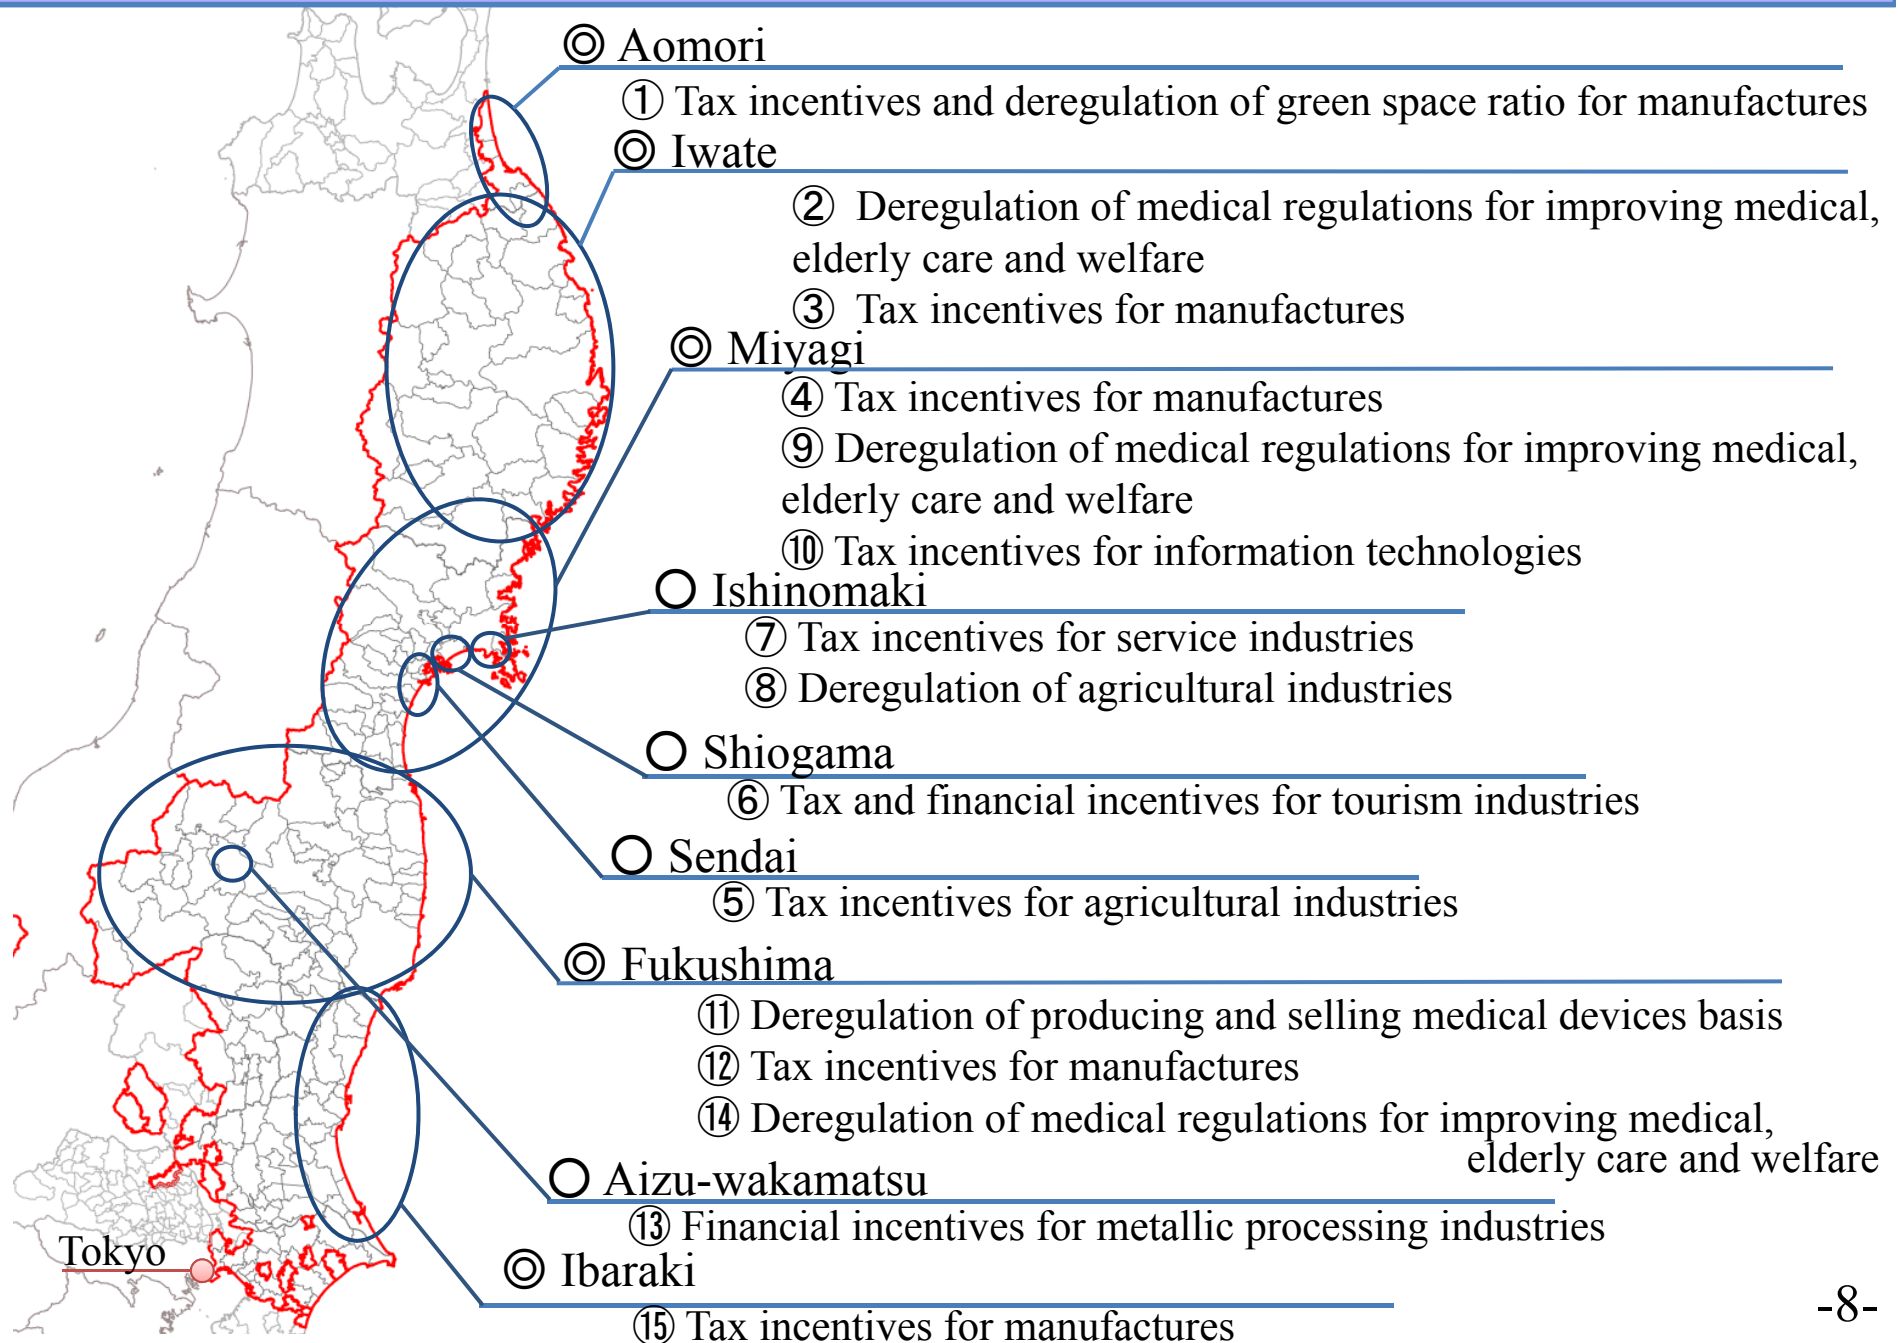 ◎ Aomori
① Tax incentives and deregulation of green space ratio for manufactures
◎ Iwate
② Deregulation of medical regulations for improving medical,
elderly care and welfare
③ Tax incentives for manufactures
◎ Miyagi
④ Tax incentives for manufactures
⑨ Deregulation of medical regulations for improving medical,
elderly care and welfare
⑩ Tax incentives for information technologies
○ Ishinomaki
⑦ Tax incentives for service industries
⑧ Deregulation of agricultural industries
○ Shiogama
⑥ Tax and financial incentives for tourism industries
○ Sendai
⑤ Tax incentives for agricultural industries
◎ Fukushima
⑪ Deregulation of producing and selling medical devices basis
⑫ Tax incentives for manufactures
⑭ Deregulation of medical regulations for improving medical,
elderly care and welfare
○ Aizu-wakamatsu
⑬ Financial incentives for metallic processing industries
Tokyo
◎ Ibaraki
⑮ Tax incentives for manufactures
-8-